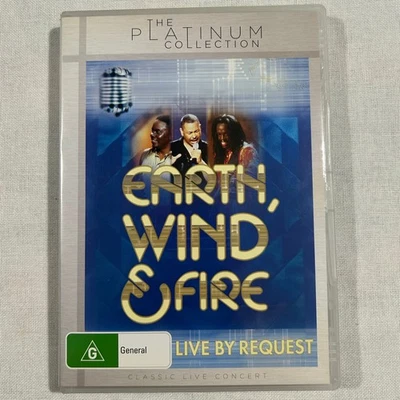 THE
PLATINUM
COLLECTION
EARTH,
WIND
& FIRE
G General
LIVE BY REQUEST
CLASSIC LIVE CONCERT